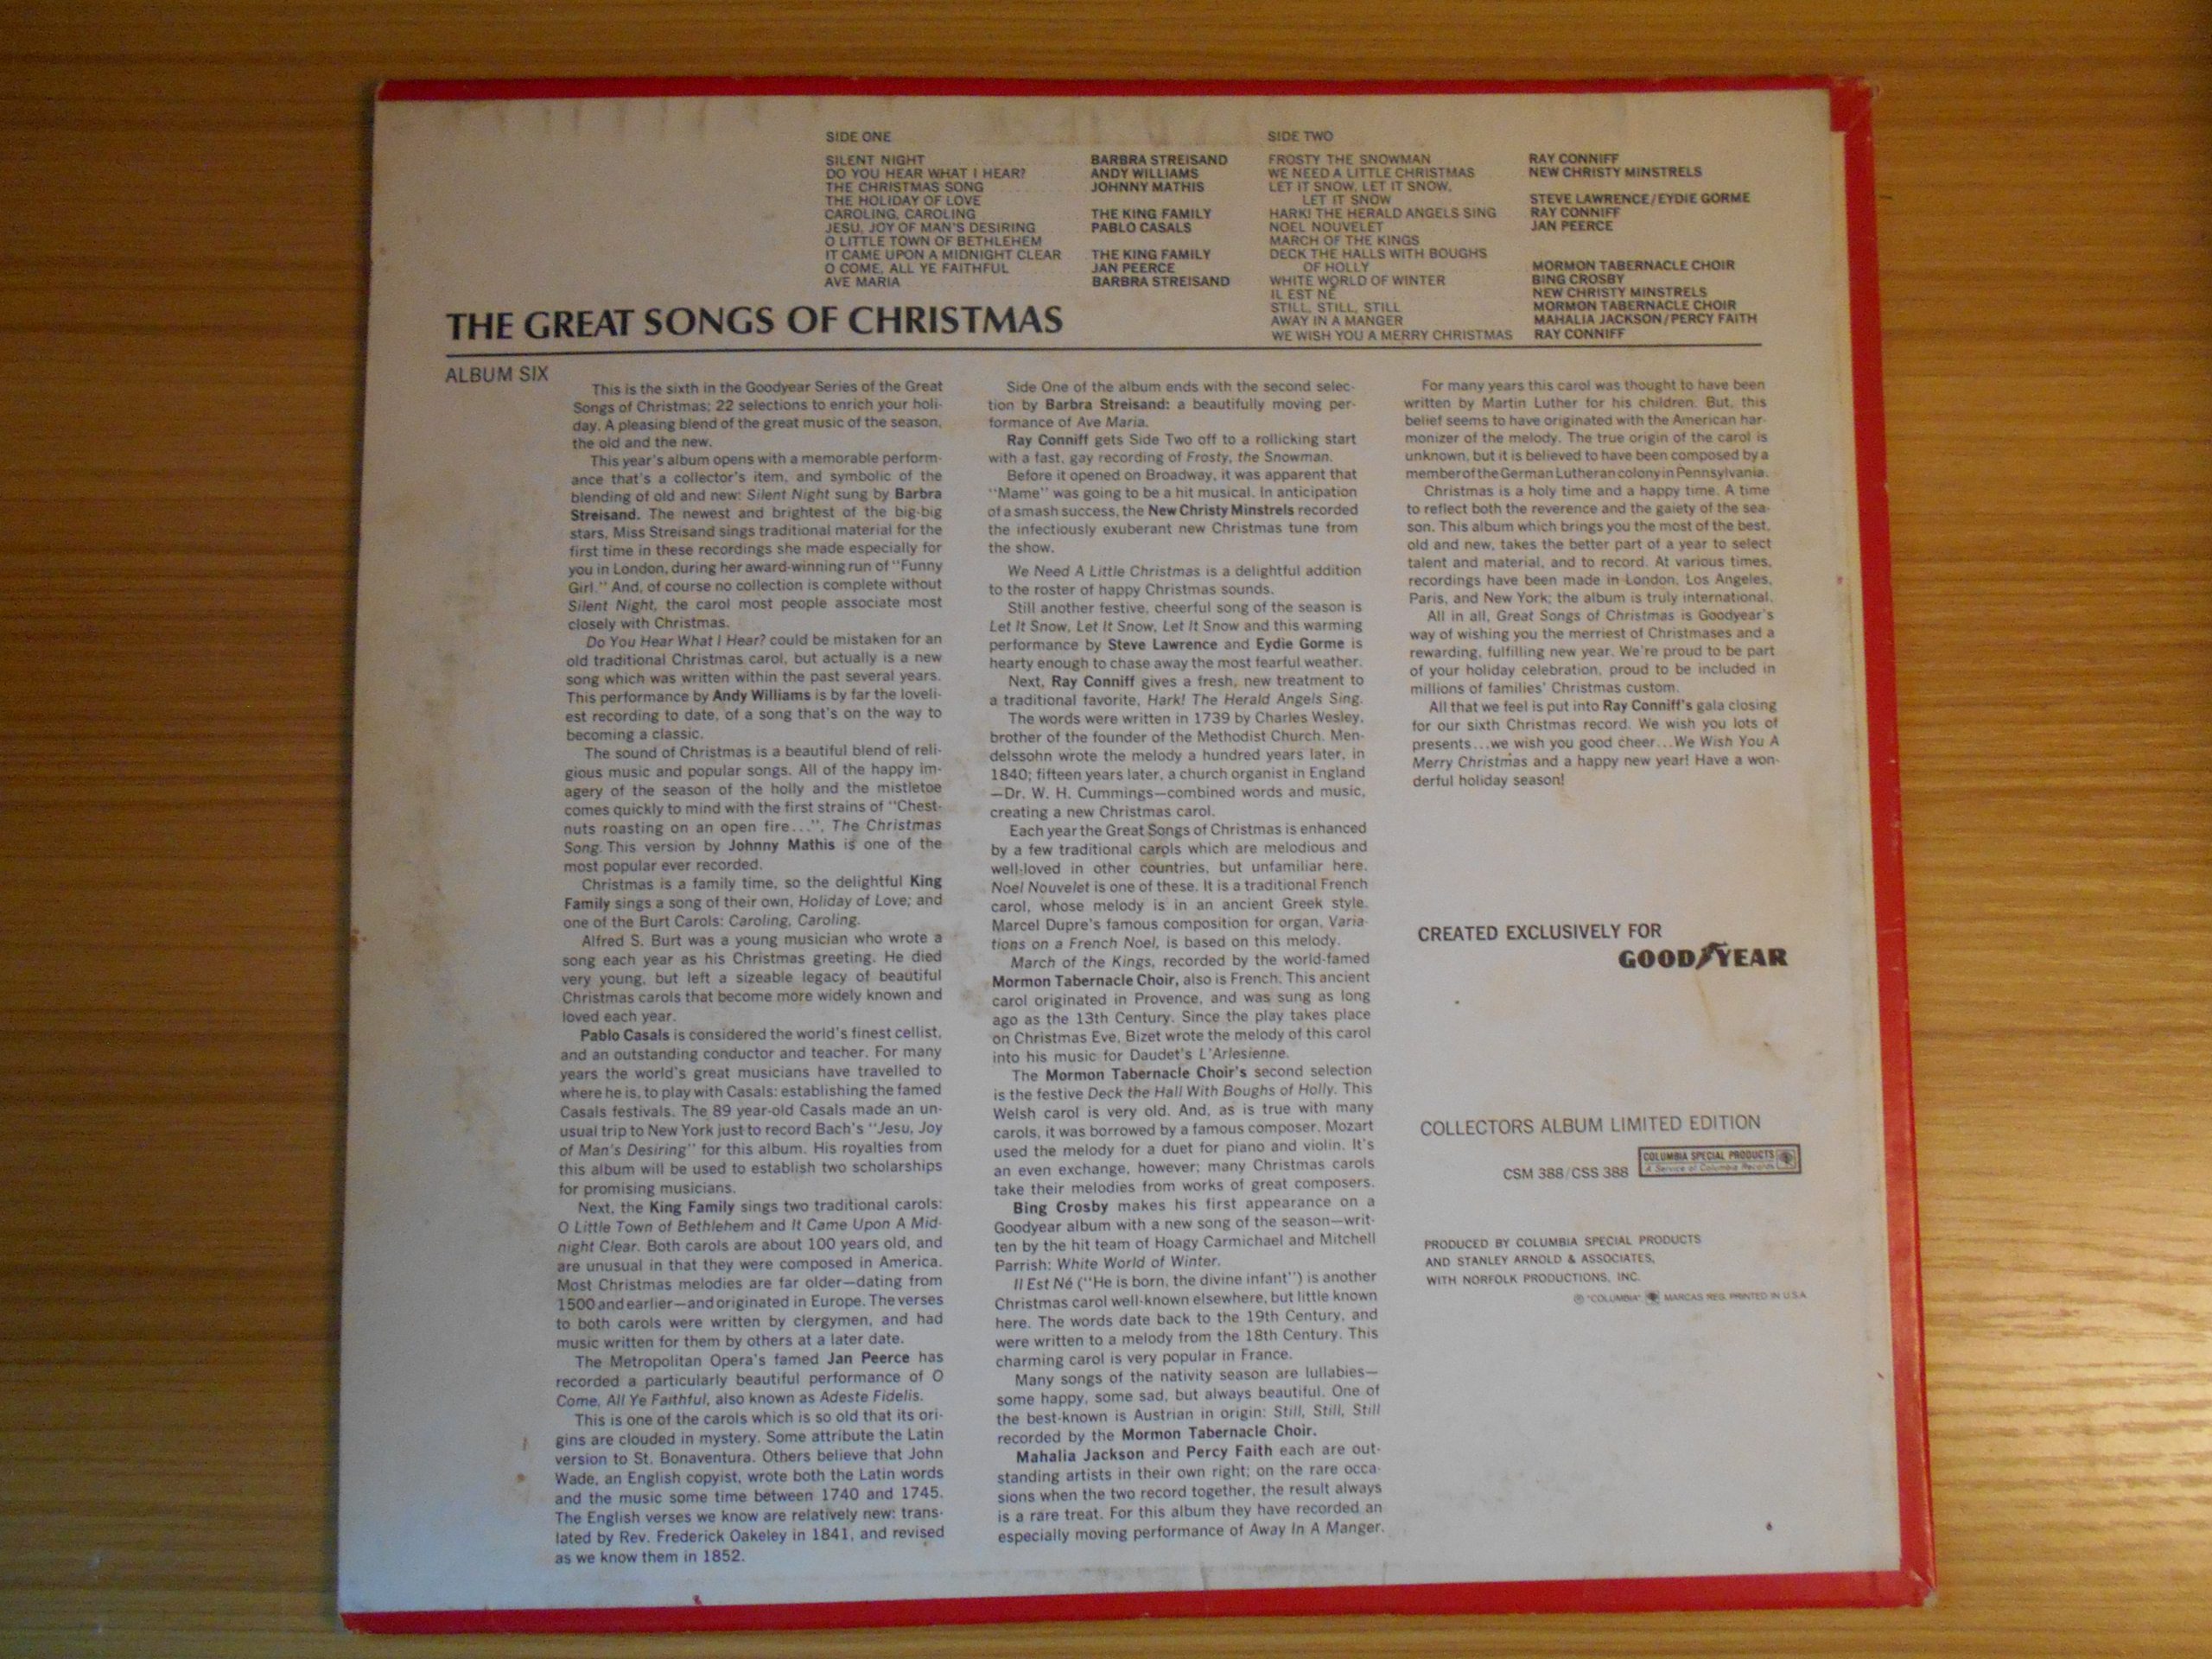 SIDE ONE
SILENT NIGHT BARBRA STREISAND
DO YOU HEAR WHAT I HEAR? ANDY WILLIAMS
THE CHRISTMAS SONG JOHNNY MATHIS
THE HOLIDAY OF LOVE
CAROLING, CAROLING THE KING FAMILY
JESU, JOY OF MAN'S DESIRING PABLO CASALS
O LITTLE TOWN OF BETHLEHEM
IT CAME UPON A MIDNIGHT CLEAR THE KING FAMILY
O COME, ALL YE FAITHFUL JAN PEERCE
AVE MARIA BARBRA STREISAND
SIDE TWO
FROSTY THE SNOWMAN RAY CONNIFF
WE NEED A LITTLE CHRISTMAS NEW CHRISTY MINSTRELS
LET IT SNOW, LET IT SNOW,
LET IT SNOW STEVE LAWRENCE/EYDIE GORME
HARK! THE HERALD ANGELS SING RAY CONNIFF
NOEL NOUVELET JAN PEERCE
MARCH OF THE KINGS
DECK THE HALLS WITH BOUGHS
OF HOLLY MORMON TABERNACLE CHOIR
WHITE WORLD OF WINTER BING CROSBY
IL EST NÉ NEW CHRISTY MINSTRELS
STILL, STILL, STILL MORMON TABERNACLE CHOIR
AWAY IN A MANGER MAHALIA JACKSON/PERCY FAITH
WE WISH YOU A MERRY CHRISTMAS RAY CONNIFF
THE GREAT SONGS OF CHRISTMAS
ALBUM SIX
This is the sixth in the Goodyear Series of the Great
Songs of Christmas; 22 selections to enrich your holi-
day. A pleasing blend of the great music of the season,
the old and the new.
This year's album opens with a memorable perform-
ance that's a collector's item, and symbolic of the
blending of old and new: Silent Night sung by Barbra
Streisand. The newest and brightest of the big-big
stars, Miss Streisand sings traditional material for the
first time in these recordings she made especially for
you in London, during her award-winning run of "Funny
Girl." And, of course no collection is complete without
Silent Night, the carol most people associate most
closely with Christmas.
Do You Hear What I Hear? could be mistaken for an
old traditional Christmas carol, but actually is a new
song which was written within the past several years.
This performance by Andy Williams is by far the loveli-
est recording to date, of a song that's on the way to
becoming a classic.
The sound of Christmas is a beautiful blend of reli-
gious music and popular songs. All of the happy im-
agery of the season of the holly and the mistletoe
comes quickly to mind with the first strains of "Chest-
nuts roasting on an open fire...", The Christmas
Song. This version by Johnny Mathis is one of the
most popular ever recorded.
Christmas is a family time, so the delightful King
Family sings a song of their own, Holiday of Love; and
one of the Burt Carols: Caroling, Caroling.
Alfred S. Burt was a young musician who wrote a
song each year as his Christmas greeting. He died
very young, but left a sizeable legacy of beautiful
Christmas carols that become more widely known and
loved each year.
Pablo Casals is considered the world's finest cellist,
and an outstanding conductor and teacher. For many
years the world's great musicians have travelled to
where he is, to play with Casals: establishing the famed
Casals festivals. The 89 year-old Casals made an un-
usual trip to New York just to record Bach's "Jesu, Joy
of Man's Desiring" for this album. His royalties from
this album will be used to establish two scholarships
for promising musicians.
Next, the King Family sings two traditional carols:
O Little Town of Bethlehem and It Came Upon A Mid-
night Clear. Both carols are about 100 years old, and
are unusual in that they were composed in America.
Most Christmas melodies are far older—dating from
1500 and earlier—and originated in Europe. The verses
to both carols were written by clergymen, and had
music written for them by others at a later date.
The Metropolitan Opera's famed Jan Peerce has
recorded a particularly beautiful performance of O
Come, All Ye Faithful, also known as Adeste Fidelis.
This is one of the carols which is so old that its ori-
gins are clouded in mystery. Some attribute the Latin
version to St. Bonaventura. Others believe that John
Wade, an English copyist, wrote both the Latin words
and the music some time between 1740 and 1745.
The English verses we know are relatively new: trans-
lated by Rev. Frederick Oakeley in 1841, and revised
as we know them in 1852.
Side One of the album ends with the second selec-
tion by Barbra Streisand: a beautifully moving per-
formance of Ave Maria.
Ray Conniff gets Side Two off to a rollicking start
with a fast, gay recording of Frosty, the Snowman.
Before it opened on Broadway, it was apparent that
"Mame" was going to be a hit musical. In anticipation
of a smash success, the New Christy Minstrels recorded
the infectiously exuberant new Christmas tune from
the show.
We Need A Little Christmas is a delightful addition
to the roster of happy Christmas sounds.
Still another festive, cheerful song of the season is
Let It Snow, Let It Snow, Let It Snow and this warming
performance by Steve Lawrence and Eydie Gorme is
hearty enough to chase away the most fearful weather.
Next, Ray Conniff gives a fresh, new treatment to
a traditional favorite, Hark! The Herald Angels Sing.
The words were written in 1739 by Charles Wesley,
brother of the founder of the Methodist Church. Men-
delssohn wrote the melody a hundred years later, in
1840; fifteen years later, a church organist in England
—Dr. W. H. Cummings—combined words and music,
creating a new Christmas carol.
Each year the Great Songs of Christmas is enhanced
by a few traditional carols which are melodious and
well-loved in other countries, but unfamiliar here.
Noel Nouvelet is one of these. It is a traditional French
carol, whose melody is in an ancient Greek style.
Marcel Dupre's famous composition for organ, Varia-
tions on a French Noel, is based on this melody.
March of the Kings, recorded by the world-famed
Mormon Tabernacle Choir, also is French. This ancient
carol originated in Provence, and was sung as long
ago as the 13th Century. Since the play takes place
on Christmas Eve, Bizet wrote the melody of this carol
into his music for Daudet's L'Arlesienne.
The Mormon Tabernacle Choir's second selection
is the festive Deck the Hall With Boughs of Holly. This
Welsh carol is very old. And, as is true with many
carols, it was borrowed by a famous composer. Mozart
used the melody for a duet for piano and violin. It's
an even exchange, however; many Christmas carols
take their melodies from works of great composers.
Bing Crosby makes his first appearance on a
Goodyear album with a new song of the season—writ-
ten by the hit team of Hoagy Carmichael and Mitchell
Parrish: White World of Winter.
Il Est Né ("He is born, the divine infant") is another
Christmas carol well-known elsewhere, but little known
here. The words date back to the 19th Century, and
were written to a melody from the 18th Century. This
charming carol is very popular in France.
Many songs of the nativity season are lullabies—
some happy, some sad, but always beautiful. One of
the best-known is Austrian in origin: Still, Still, Still
recorded by the Mormon Tabernacle Choir.
Mahalia Jackson and Percy Faith each are out-
standing artists in their own right; on the rare occa-
sions when the two record together, the result always
is a rare treat. For this album they have recorded an
especially moving performance of Away In A Manger.
For many years this carol was thought to have been
written by Martin Luther for his children. But, this
belief seems to have originated with the American har-
monizer of the melody. The true origin of the carol is
unknown, but it is believed to have been composed by a
member of the German Lutheran colony in Pennsylvania.
Christmas is a holy time and a happy time. A time
to reflect both the reverence and the gaiety of the sea-
son. This album which brings you the most of the best,
old and new, takes the better part of a year to select
talent and material, and to record. At various times,
recordings have been made in London, Los Angeles,
Paris, and New York; the album is truly international.
All in all, Great Songs of Christmas is Goodyear's
way of wishing you the merriest of Christmases and a
rewarding, fulfilling new year. We're proud to be part
of your holiday celebration, proud to be included in
millions of families' Christmas custom.
All that we feel is put into Ray Conniff's gala closing
for our sixth Christmas record. We wish you lots of
presents...we wish you good cheer...We Wish You A
Merry Christmas and a happy new year! Have a won-
derful holiday season!
CREATED EXCLUSIVELY FOR
GOODYEAR
COLLECTORS ALBUM LIMITED EDITION
CSM 388/CSS 388 COLUMBIA SPECIAL PRODUCTS
A Service of Columbia Records
PRODUCED BY COLUMBIA SPECIAL PRODUCTS
AND STANLEY ARNOLD & ASSOCIATES,
WITH NORFOLK PRODUCTIONS, INC.
℗ "COLUMBIA" MARCAS REG. PRINTED IN U.S.A.